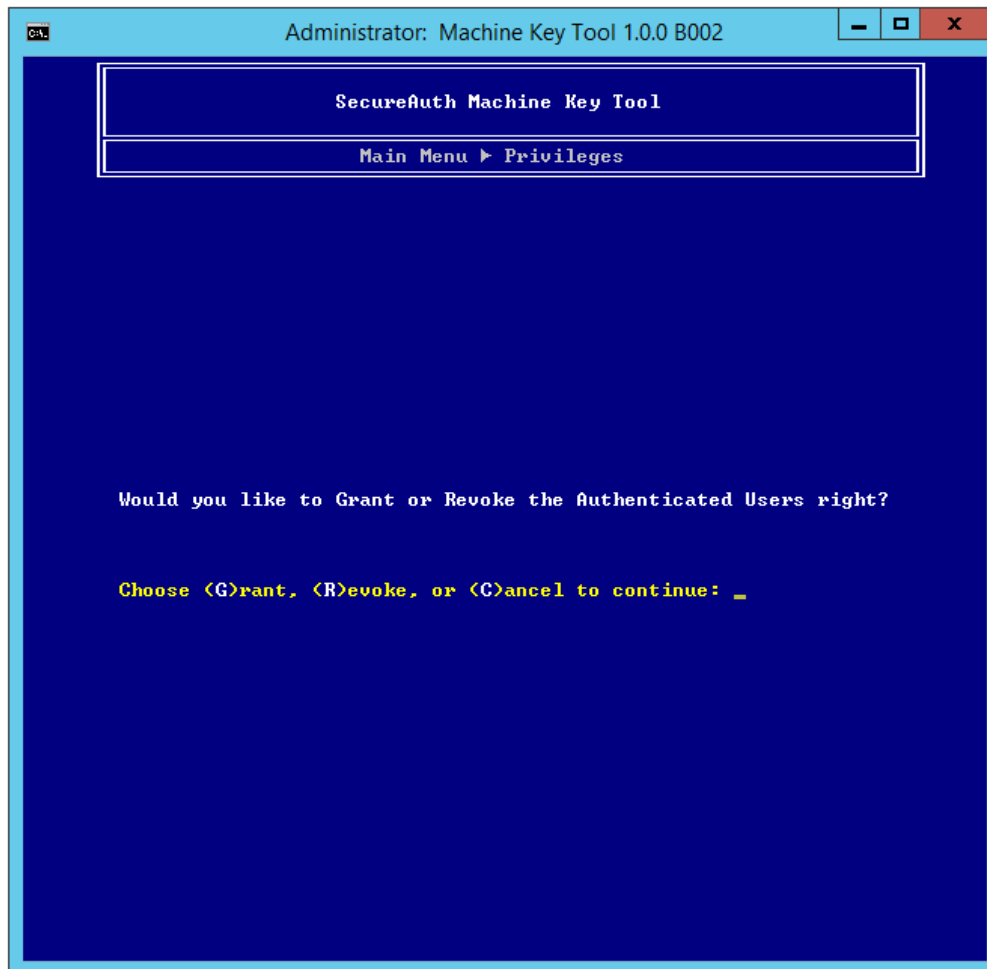 Administrator: Machine Key Tool 1.0.0 B002
SecureAuth Machine Key Tool
Main Menu ► Privileges
Would you like to Grant or Revoke the Authenticated Users right?
Choose (G)rant, (R)evoke, or (C)ancel to continue: _